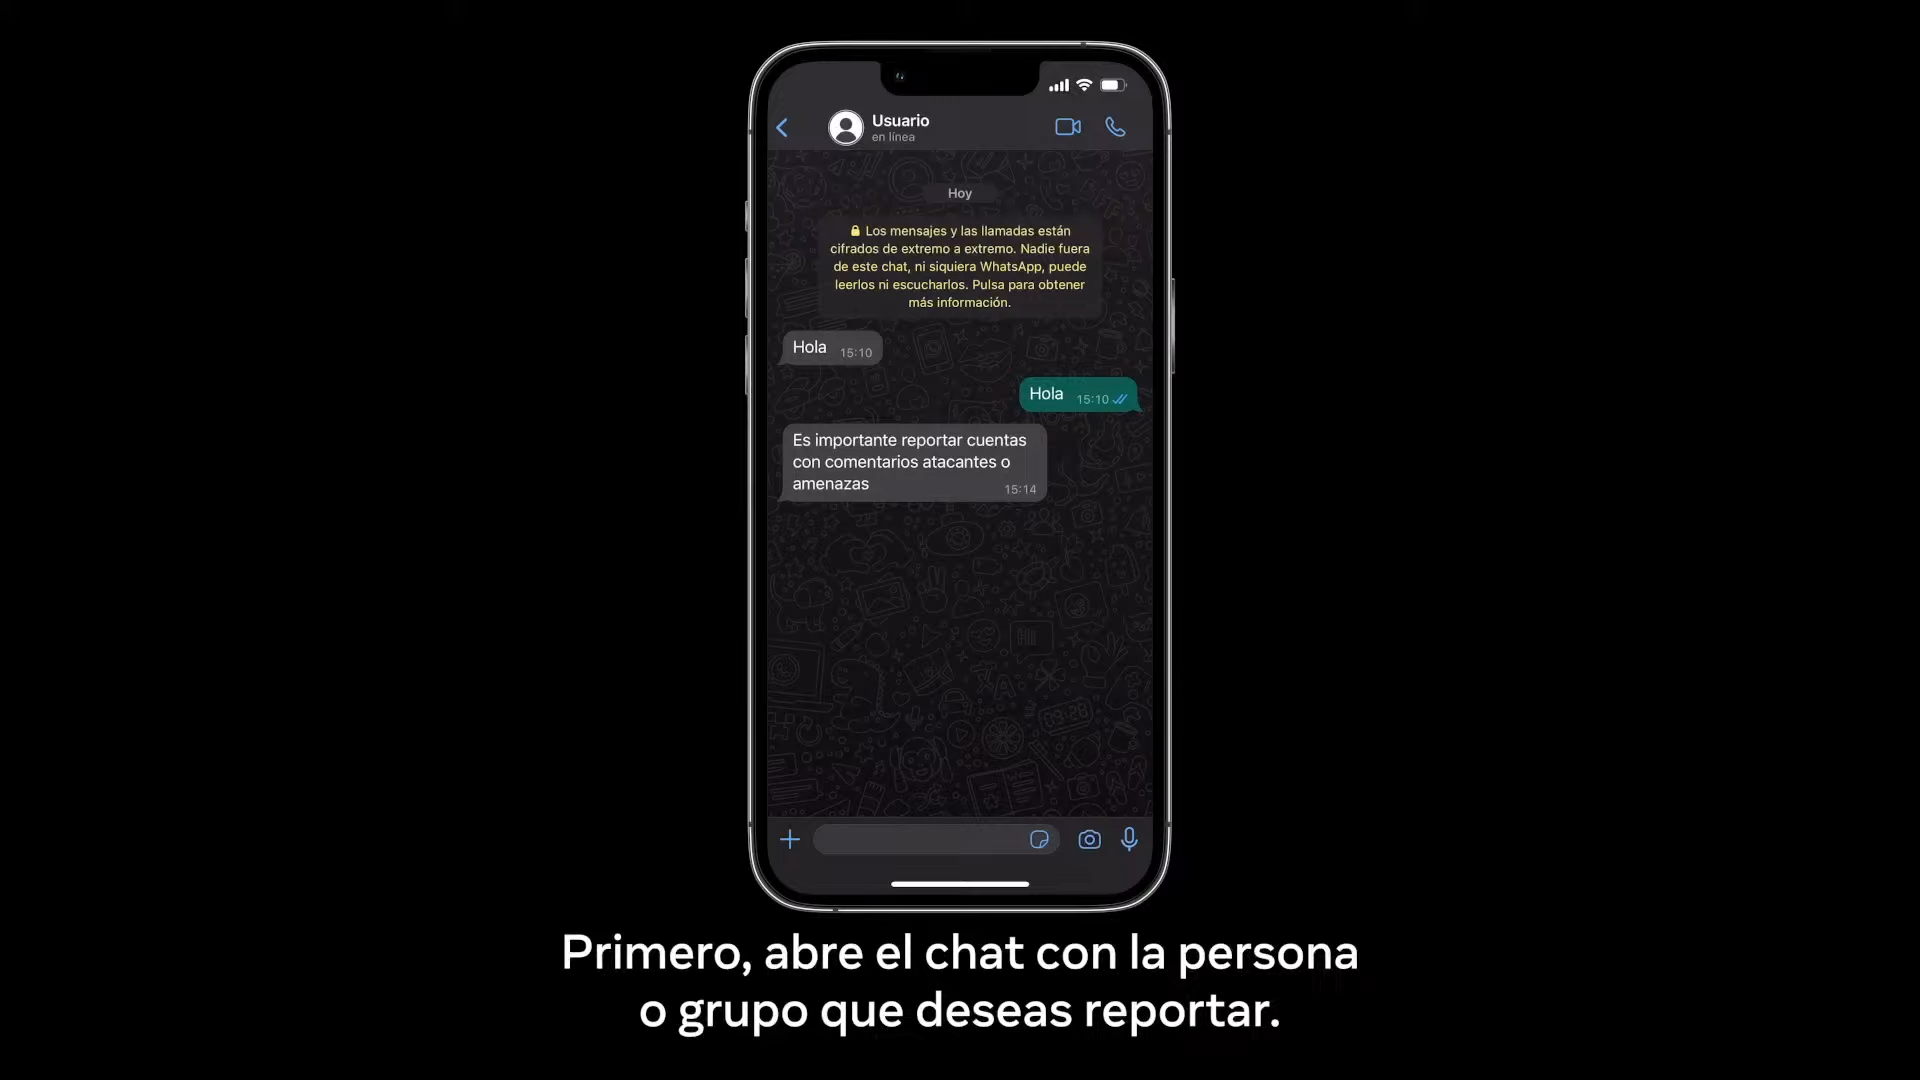 Usuario
en línea
Hoy
Los mensajes y las llamadas están
cifrados de extremo a extremo. Nadie fuera
de este chat, ni siquiera WhatsApp, puede
leerlos ni escucharlos. Pulsa para obtener
más información.
Hola 15:10
Hola 15:10
Es importante reportar cuentas
con comentarios atacantes o
amenazas 15:14
Primero, abre el chat con la persona
o grupo que deseas reportar.